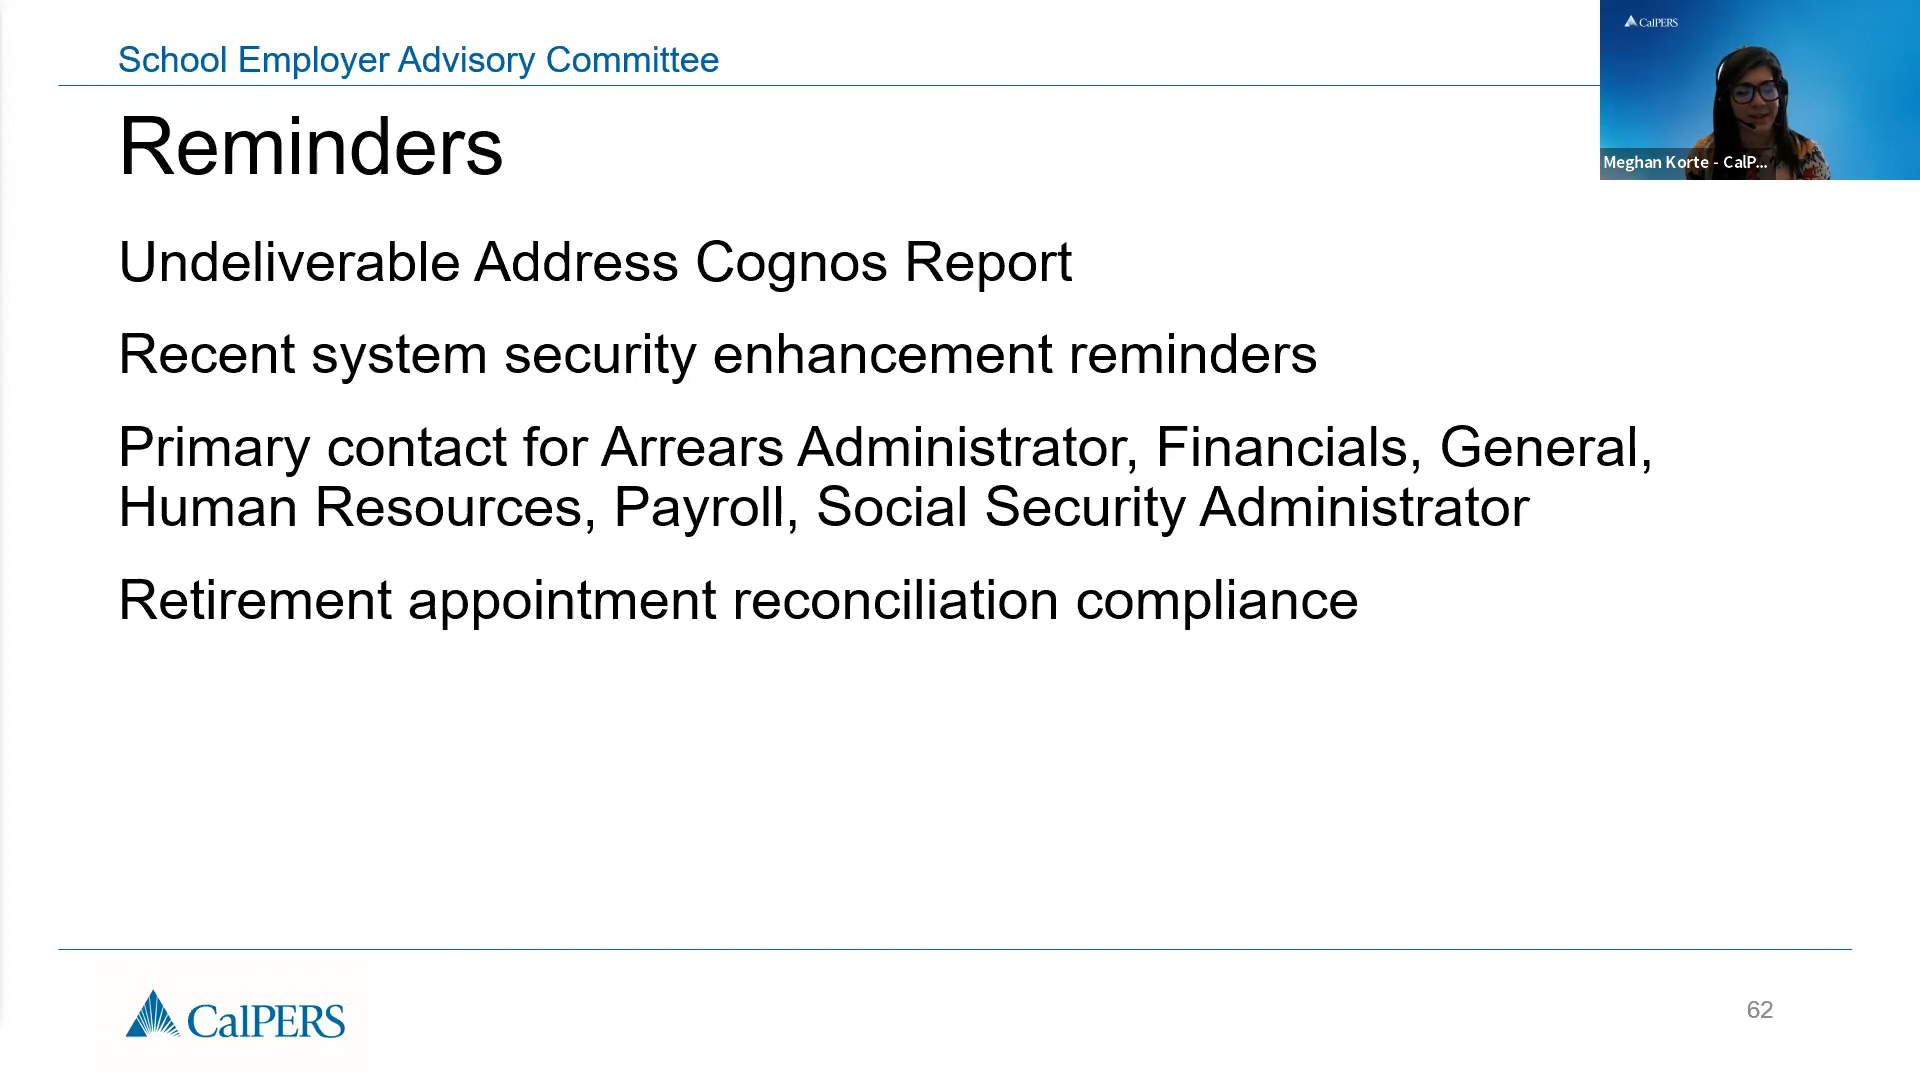 School Employer Advisory Committee
CalPERS
Meghan Korte - CalP...
Reminders
Undeliverable Address Cognos Report
Recent system security enhancement reminders
Primary contact for Arrears Administrator, Financials, General,
Human Resources, Payroll, Social Security Administrator
Retirement appointment reconciliation compliance
CalPERS
62